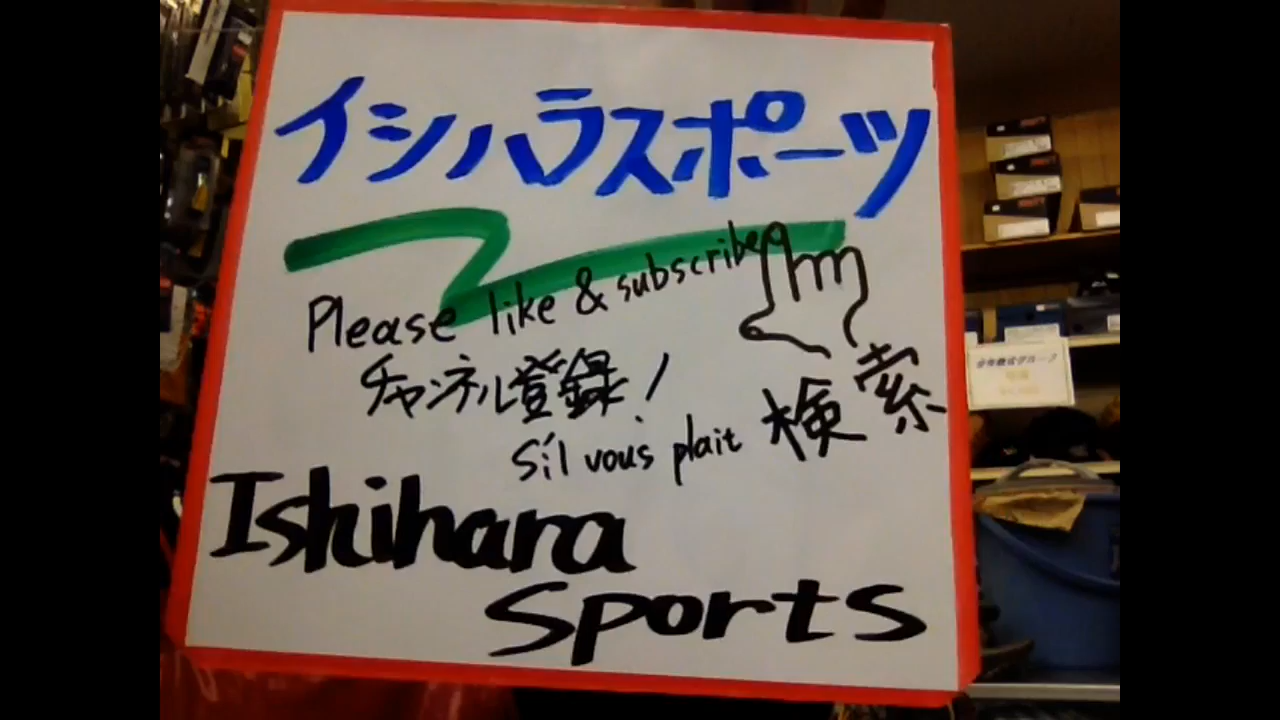 イシハラスポーツ
Please like & subscribe
チャンネル登録!
S'il vous plait 検索
Ishihara
Sports